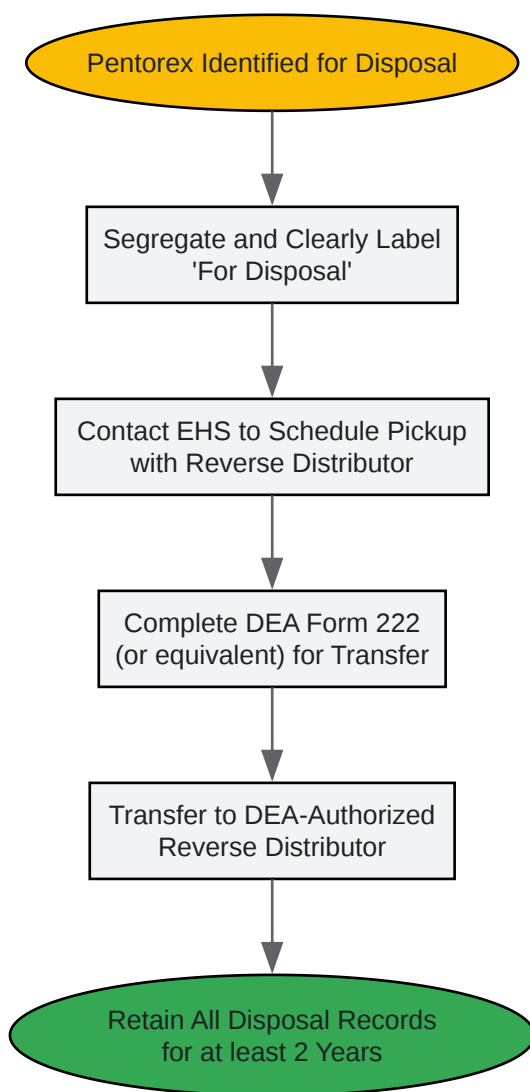 Pentorex Identified for Disposal
Segregate and Clearly Label
'For Disposal'
Contact EHS to Schedule Pickup
with Reverse Distributor
Complete DEA Form 222
(or equivalent) for Transfer
Transfer to DEA-Authorized
Reverse Distributor
Retain All Disposal Records
for at least 2 Years